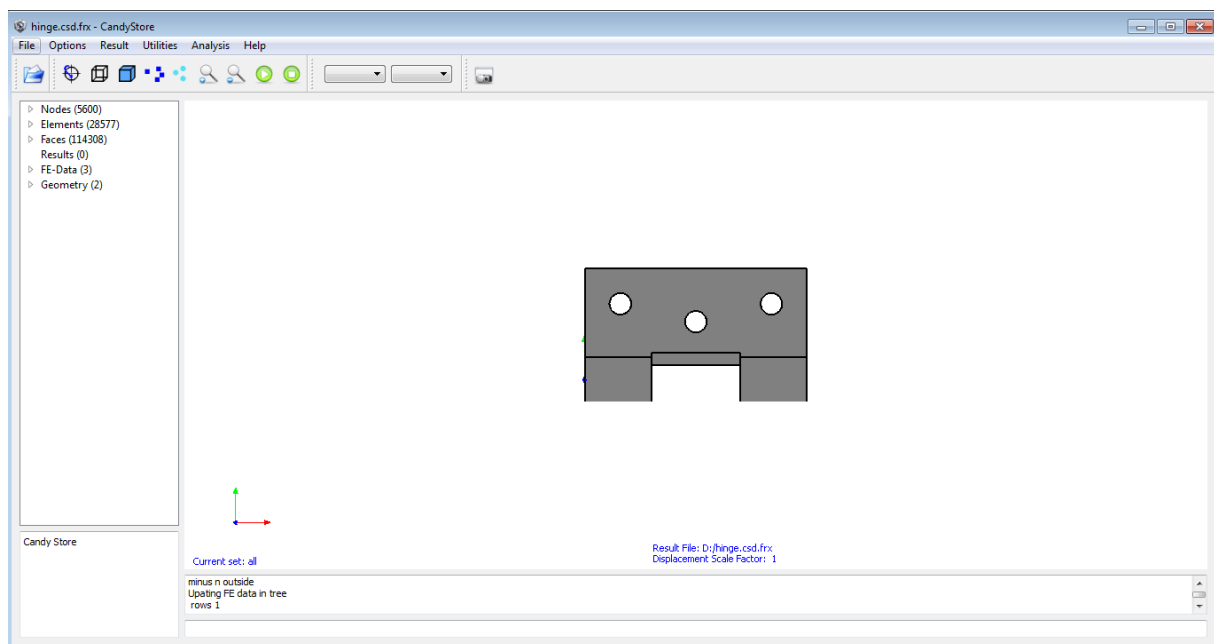 hinge.csd.frx - CandyStore
File Options Result Utilities Analysis Help
Nodes (5600)
Elements (28577)
Faces (114308)
Results (0)
FE-Data (3)
Geometry (2)
Candy Store
Current set: all
Result File: D:/hinge.csd.frx
Displacement Scale Factor: 1
minus n outside
Upating FE data in tree
rows 1